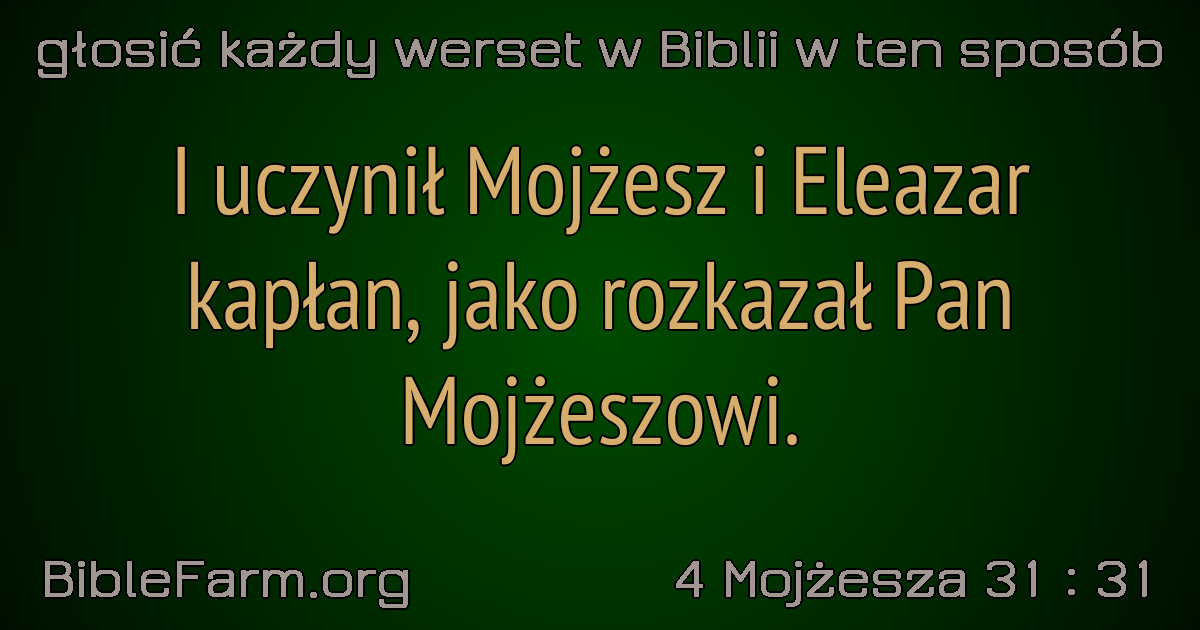 głosić każdy werset w Biblii w ten sposób
I uczynił Mojżesz i Eleazar
kapłan, jako rozkazał Pan
Mojżeszowi.
BibleFarm.org
4 Mojżesza 31 : 31